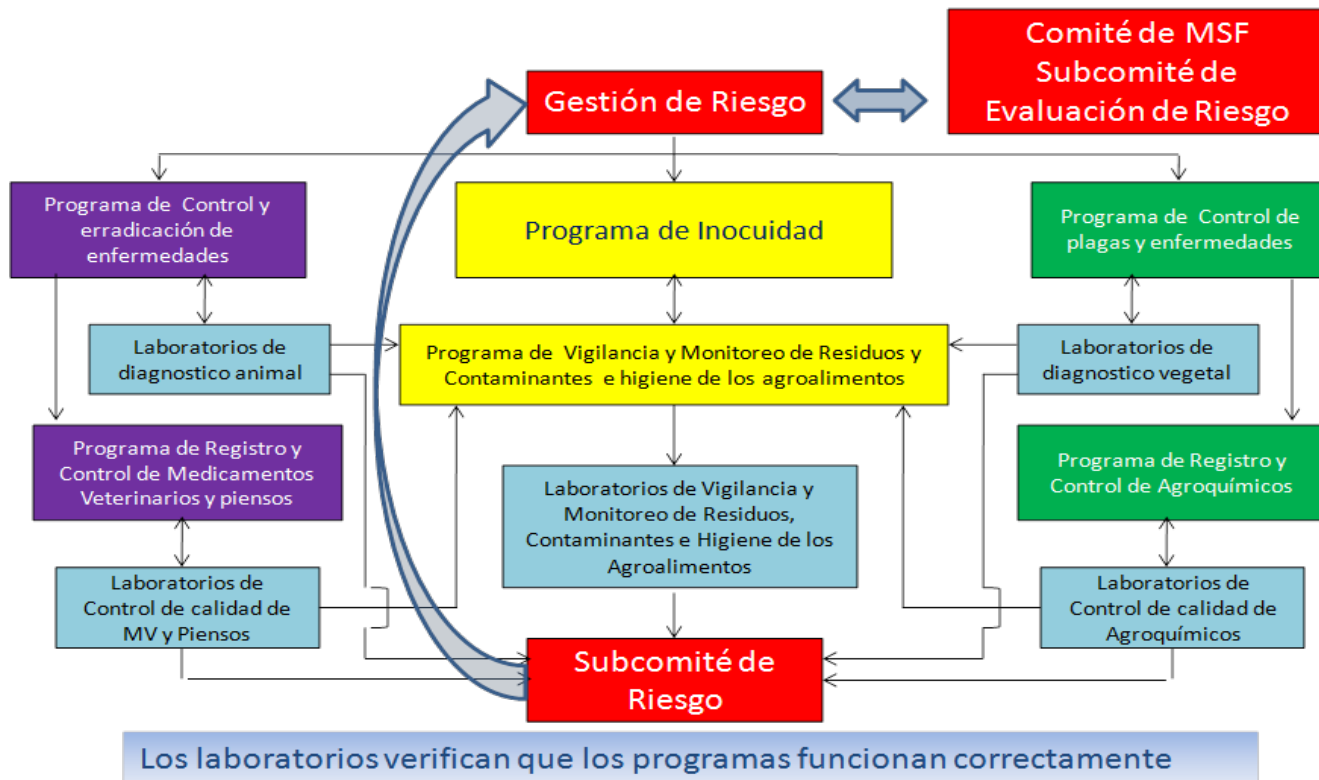 Comité de MSF
Subcomité de
Evaluación de Riesgo
Gestión de Riesgo
Programa de Control y
erradicación de
enfermedades
Programa de Inocuidad
Programa de Control de
plagas y enfermedades
Laboratorios de
diagnostico animal
Programa de Vigilancia y Monitoreo de Residuos y
Contaminantes e higiene de los agroalimentos
Laboratorios de
diagnostico vegetal
Programa de Registro y
Control de Medicamentos
Veterinarios y piensos
Laboratorios de Vigilancia y
Monitoreo de Residuos,
Contaminantes e Higiene de los
Agroalimentos
Programa de Registro y
Control de Agroquímicos
Laboratorios de
Control de calidad de
MV y Piensos
Laboratorios de
Control de calidad de
Agroquímicos
Subcomité de
Riesgo
Los laboratorios verifican que los programas funcionan correctamente